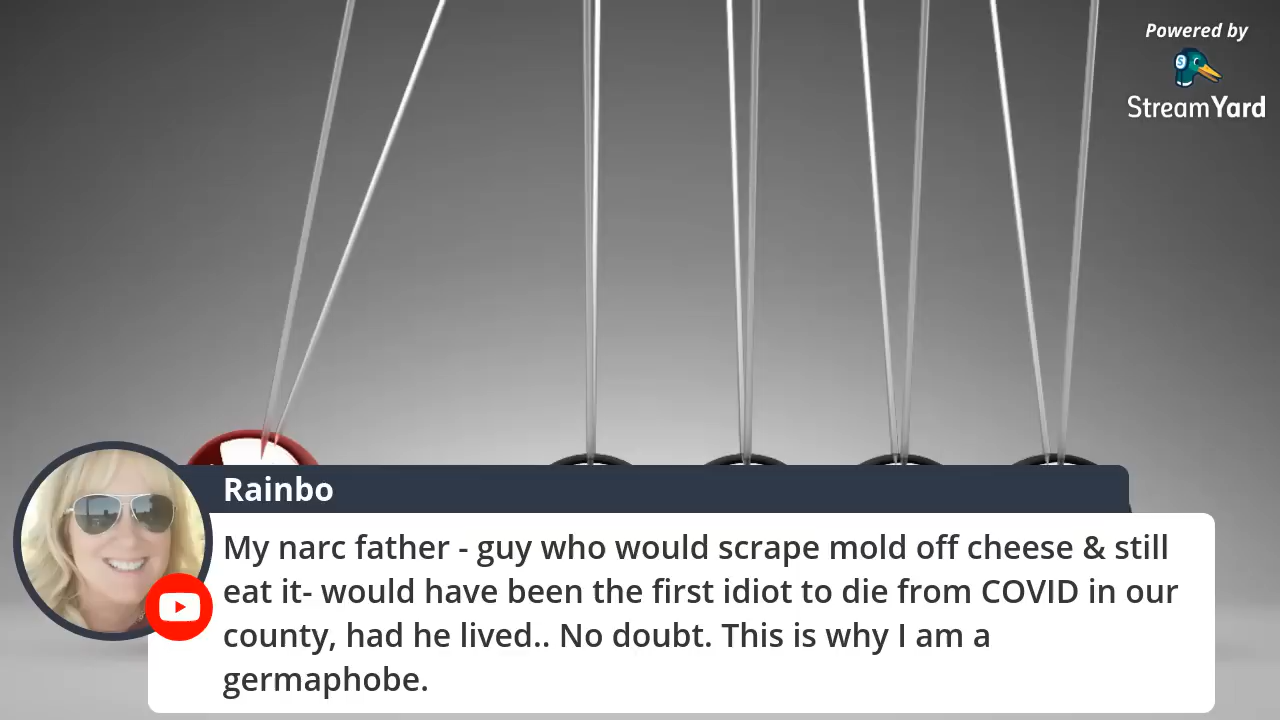 Powered by
StreamYard
Rainbo
My narc father - guy who would scrape mold off cheese & still
eat it- would have been the first idiot to die from COVID in our
county, had he lived.. No doubt. This is why I am a
germaphobe.